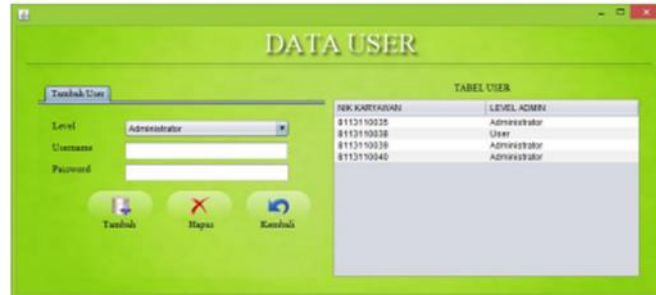 DATA USER
Tambah User
Level
Administrator
Username
Password
Tambah
Hapus
Kembali
TABEL USER
NIK KARYAWAN LEVEL ADMIN
8113110035 Administrator
8113110038 User
8113110039 Administrator
8113110040 Administrator